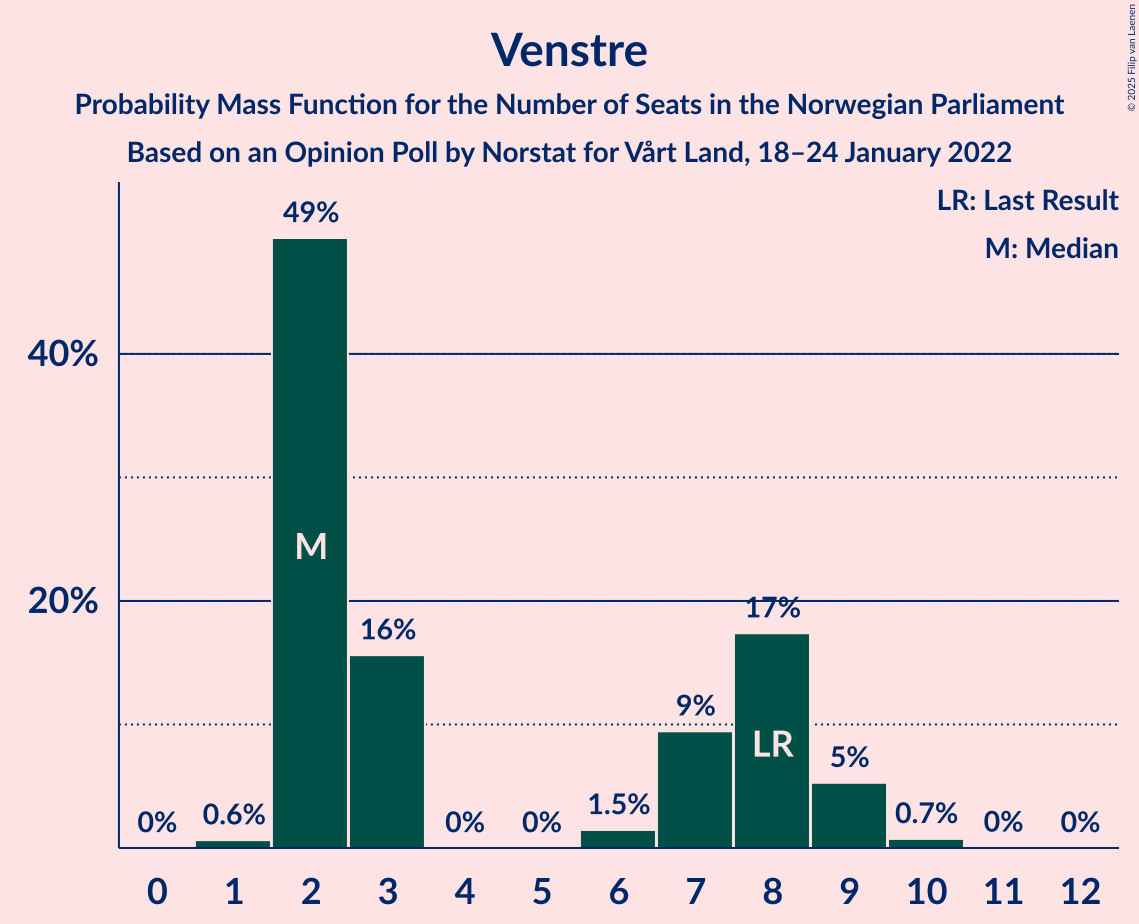 Venstre
Probability Mass Function for the Number of Seats in the Norwegian Parliament
Based on an Opinion Poll by Norstat for Vårt Land, 18–24 January 2022
© 2025 Filip van Laenen
LR: Last Result
M: Median
40%
20%
0%
0.6%
49%
16%
0%
0%
1.5%
9%
17%
5%
0.7%
0%
0%
M
LR
0 1 2 3 4 5 6 7 8 9 10 11 12